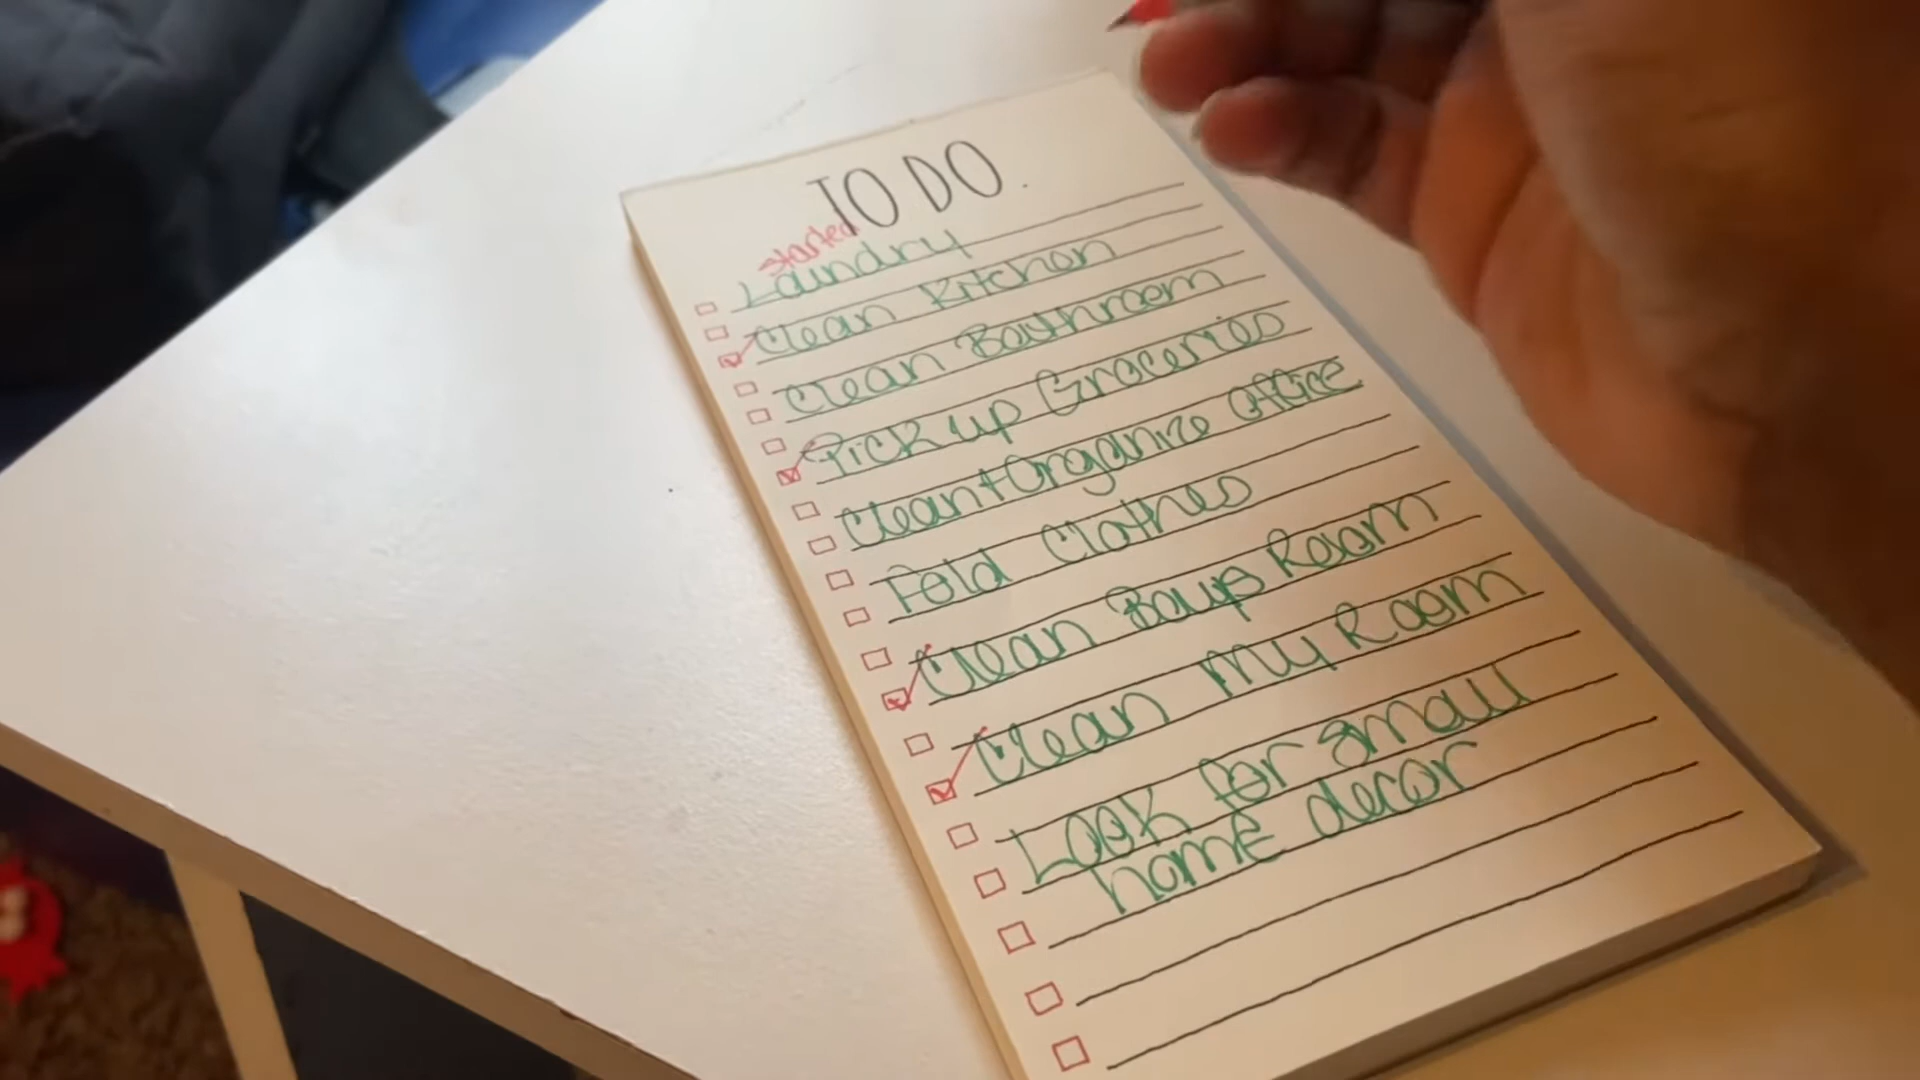 TO DO.
started
Laundry
Clean Kitchen
Clean Bathroom
Pick up Groceries
Clean + Organize Office
Fold Clothes
Clean Boys Room
Clean My Room
Look for small
home decor